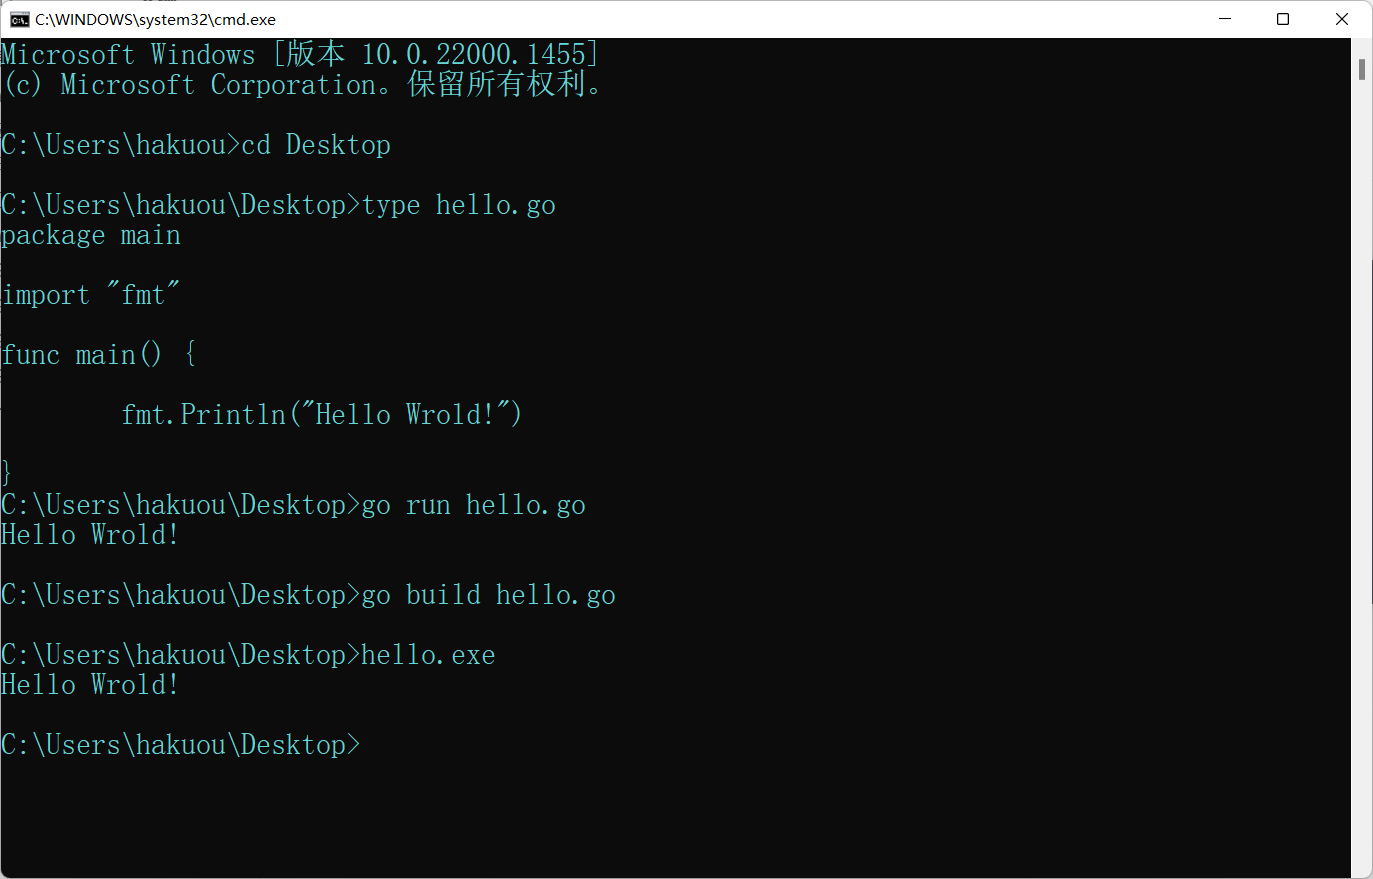 C:\WINDOWS\system32\cmd.exe
Microsoft Windows [版本 10.0.22000.1455]
(c) Microsoft Corporation。保留所有权利。
C:\Users\hakuou>cd Desktop
C:\Users\hakuou\Desktop>type hello.go
package main
import "fmt"
func main() {
fmt.Println("Hello Wrold!")
}
C:\Users\hakuou\Desktop>go run hello.go
Hello Wrold!
C:\Users\hakuou\Desktop>go build hello.go
C:\Users\hakuou\Desktop>hello.exe
Hello Wrold!
C:\Users\hakuou\Desktop>